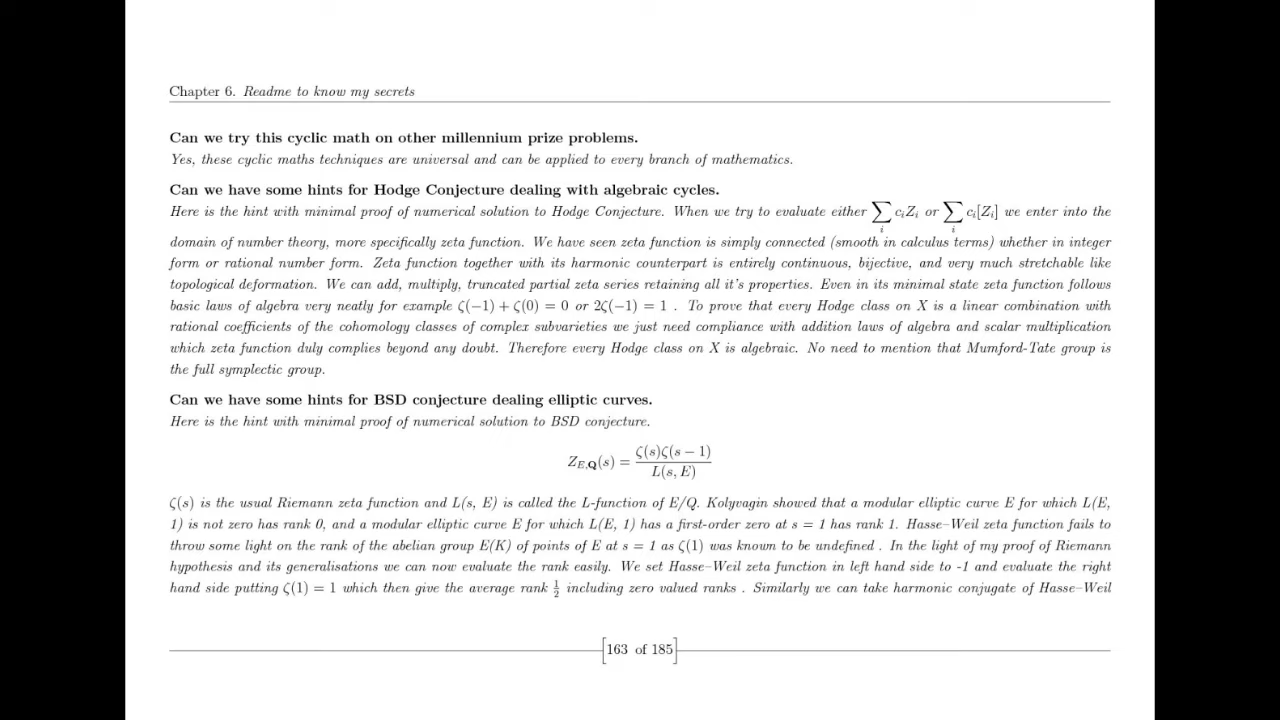 Chapter 6. Readme to know my secrets
Can we try this cyclic math on other millennium prize problems.
Yes, these cyclic maths techniques are universal and can be applied to every branch of mathematics.
Can we have some hints for Hodge Conjecture dealing with algebraic cycles.
Here is the hint with minimal proof of numerical solution to Hodge Conjecture. When we try to evaluate either ∑_i c_iZ_i or ∑_i c_i[Z_i] we enter into the
domain of number theory, more specifically zeta function. We have seen zeta function is simply connected (smooth in calculus terms) whether in integer
form or rational number form. Zeta function together with its harmonic counterpart is entirely continuous, bijective, and very much stretchable like
topological deformation. We can add, multiply, truncated partial zeta series retaining all it's properties. Even in its minimal state zeta function follows
basic laws of algebra very neatly for example ζ(−1) + ζ(0) = 0 or 2ζ(−1) = 1 . To prove that every Hodge class on X is a linear combination with
rational coefficients of the cohomology classes of complex subvarieties we just need compliance with addition laws of algebra and scalar multiplication
which zeta function duly complies beyond any doubt. Therefore every Hodge class on X is algebraic. No need to mention that Mumford-Tate group is
the full symplectic group.
Can we have some hints for BSD conjecture dealing elliptic curves.
Here is the hint with minimal proof of numerical solution to BSD conjecture.
Z_{E,Q}(s) = ζ(s)ζ(s − 1) / L(s, E)
ζ(s) is the usual Riemann zeta function and L(s, E) is called the L-function of E/Q. Kolyvagin showed that a modular elliptic curve E for which L(E,
1) is not zero has rank 0, and a modular elliptic curve E for which L(E, 1) has a first-order zero at s = 1 has rank 1. Hasse–Weil zeta function fails to
throw some light on the rank of the abelian group E(K) of points of E at s = 1 as ζ(1) was known to be undefined . In the light of my proof of Riemann
hypothesis and its generalisations we can now evaluate the rank easily. We set Hasse–Weil zeta function in left hand side to -1 and evaluate the right
hand side putting ζ(1) = 1 which then give the average rank 1/2 including zero valued ranks . Similarly we can take harmonic conjugate of Hasse–Weil
[163 of 185]